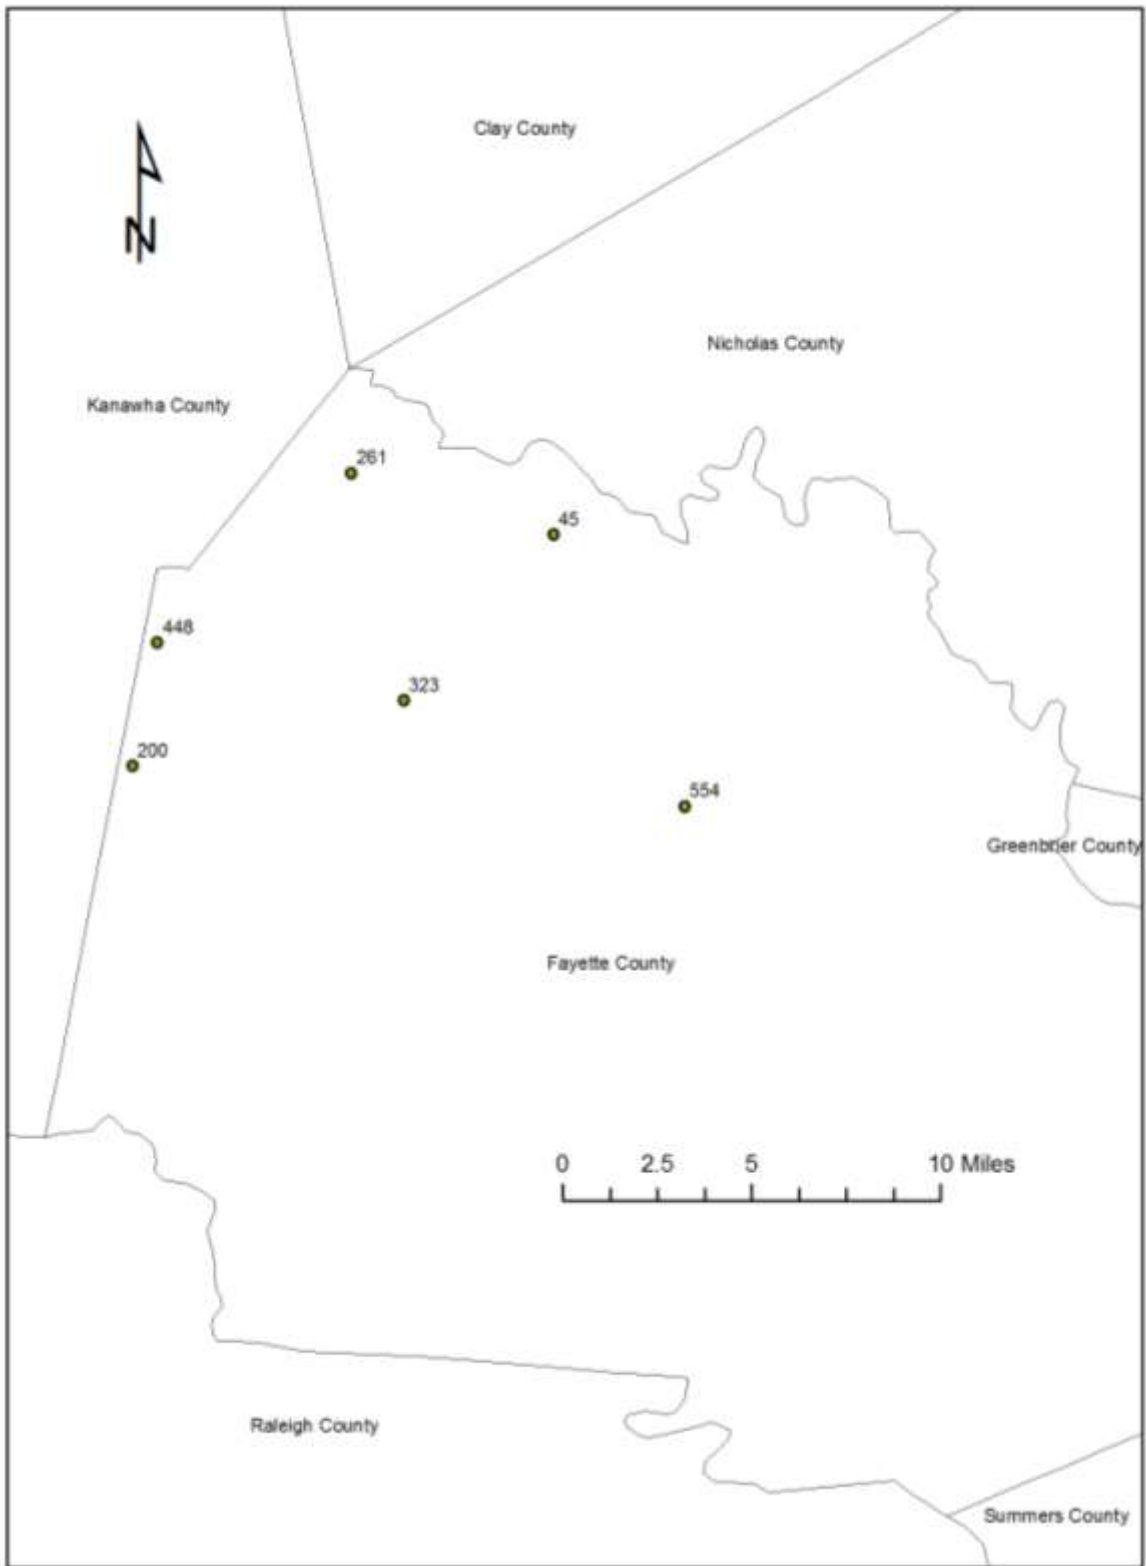 Clay County
N
Nicholas County
Kanawha County
261
45
448
323
200
554
Greenbrier County
Fayette County
0 2.5 5 10 Miles
Raleigh County
Summers County